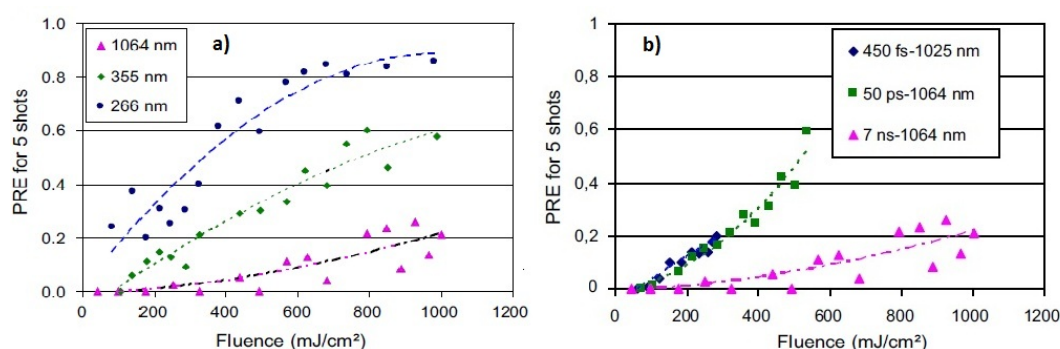 a)
1064 nm
355 nm
266 nm
PRE for 5 shots
1.0
0.8
0.6
0.4
0.2
0.0
0 200 400 600 800 1000 1200
Fluence (mJ/cm²)
b)
450 fs-1025 nm
50 ps-1064 nm
7 ns-1064 nm
PRE for 5 shots
1
0.8
0.6
0.4
0.2
0
0 200 400 600 800 1000 1200
Fluence (mJ/cm²)